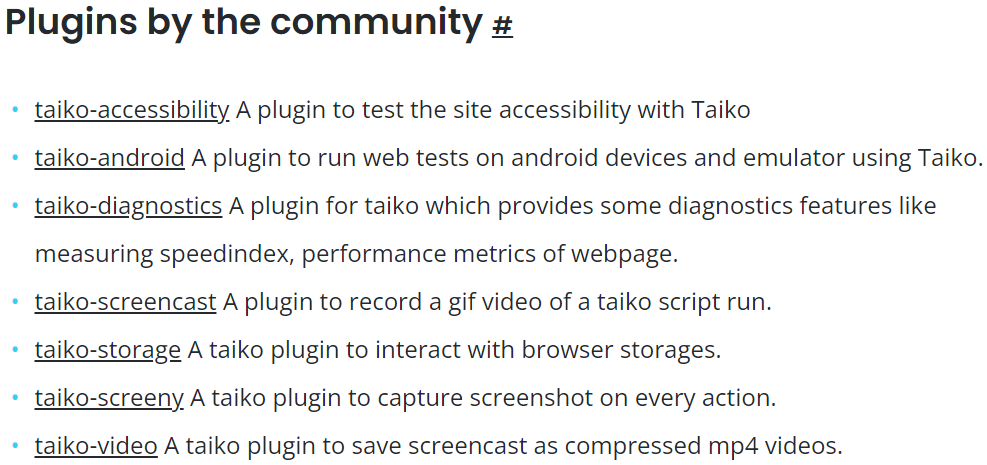 Plugins by the community #
• taiko-accessibility A plugin to test the site accessibility with Taiko
• taiko-android A plugin to run web tests on android devices and emulator using Taiko.
• taiko-diagnostics A plugin for taiko which provides some diagnostics features like
measuring speedindex, performance metrics of webpage.
• taiko-screencast A plugin to record a gif video of a taiko script run.
• taiko-storage A taiko plugin to interact with browser storages.
• taiko-screeny A taiko plugin to capture screenshot on every action.
• taiko-video A taiko plugin to save screencast as compressed mp4 videos.